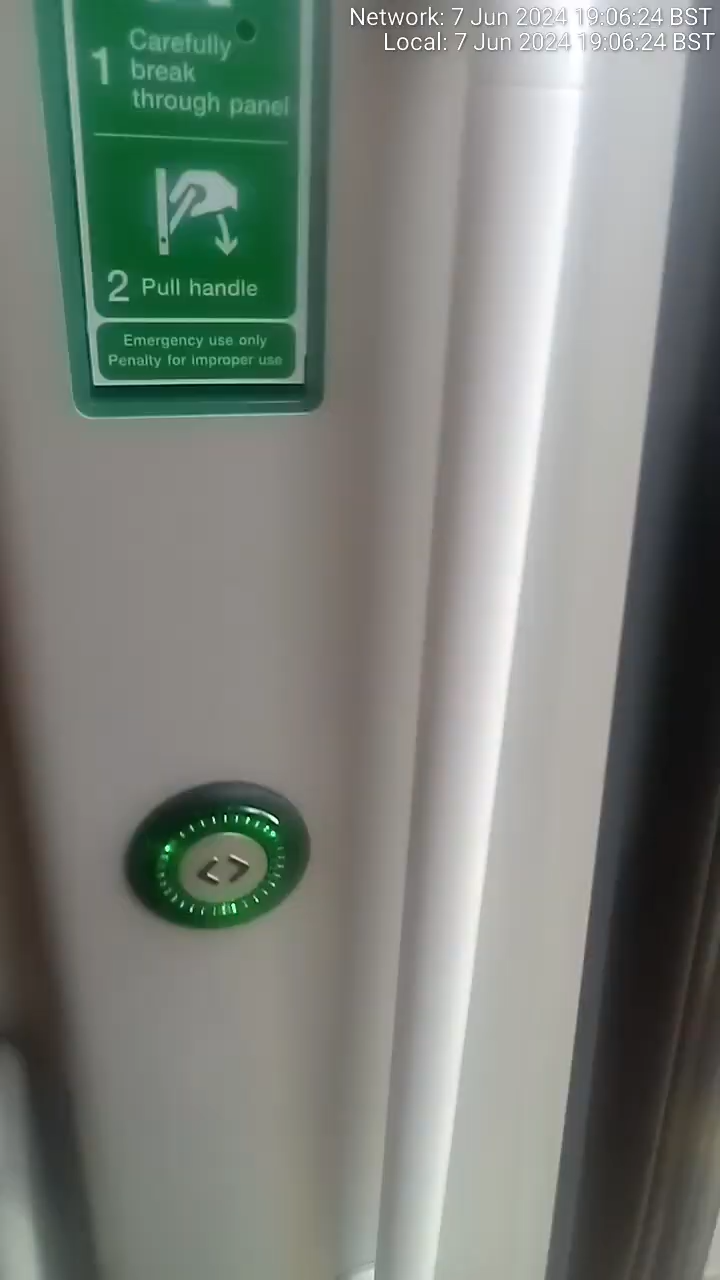 Network: 7 Jun 2024 19:06:24 BST
Local: 7 Jun 2024 19:06:24 BST
1 Carefully
break
through panel
2 Pull handle
Emergency use only
Penalty for improper use
< >